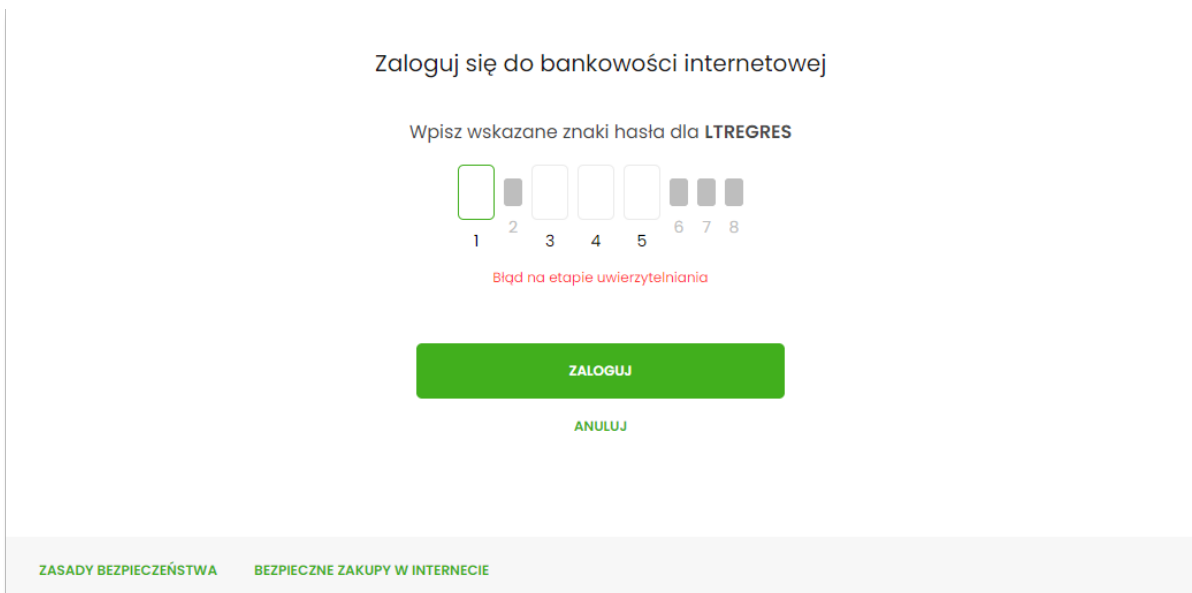 Zaloguj się do bankowości internetowej
Wpisz wskazane znaki hasła dla LTREGRES
1 2 3 4 5 6 7 8
Błąd na etapie uwierzytelniania
ZALOGUJ
ANULUJ
ZASADY BEZPIECZEŃSTWA BEZPIECZNE ZAKUPY W INTERNECIE